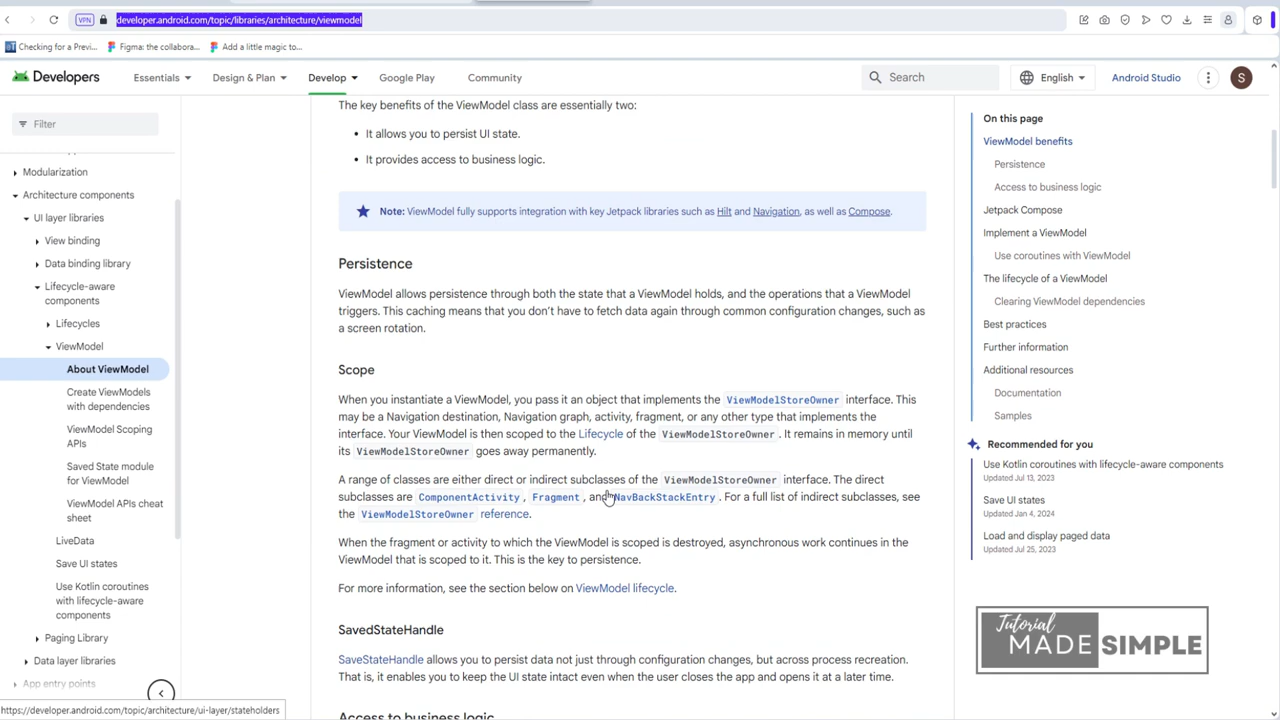 VPN developer.android.com/topic/libraries/architecture/viewmodel
Checking for a Previ... Figma: the collabora... Add a little magic to...
Developers Essentials Design & Plan Develop Google Play Community Search English Android Studio S
Filter
Modularization
Architecture components
UI layer libraries
View binding
Data binding library
Lifecycle-aware
components
Lifecycles
ViewModel
About ViewModel
Create ViewModels
with dependencies
ViewModel Scoping
APIs
Saved State module
for ViewModel
ViewModel APIs cheat
sheet
LiveData
Save UI states
Use Kotlin coroutines
with lifecycle-aware
components
Paging Library
Data layer libraries
App entry points
https://developer.android.com/topic/architecture/ui-layer/stateholders
The key benefits of the ViewModel class are essentially two:
• It allows you to persist UI state.
• It provides access to business logic.
Note: ViewModel fully supports integration with key Jetpack libraries such as Hilt and Navigation, as well as Compose.
Persistence
ViewModel allows persistence through both the state that a ViewModel holds, and the operations that a ViewModel
triggers. This caching means that you don't have to fetch data again through common configuration changes, such as
a screen rotation.
Scope
When you instantiate a ViewModel, you pass it an object that implements the ViewModelStoreOwner interface. This
may be a Navigation destination, Navigation graph, activity, fragment, or any other type that implements the
interface. Your ViewModel is then scoped to the Lifecycle of the ViewModelStoreOwner. It remains in memory until
its ViewModelStoreOwner goes away permanently.
A range of classes are either direct or indirect subclasses of the ViewModelStoreOwner interface. The direct
subclasses are ComponentActivity, Fragment, and NavBackStackEntry. For a full list of indirect subclasses, see
the ViewModelStoreOwner reference.
When the fragment or activity to which the ViewModel is scoped is destroyed, asynchronous work continues in the
ViewModel that is scoped to it. This is the key to persistence.
For more information, see the section below on ViewModel lifecycle.
SavedStateHandle
SaveStateHandle allows you to persist data not just through configuration changes, but across process recreation.
That is, it enables you to keep the UI state intact even when the user closes the app and opens it at a later time.
Access to business logic
On this page
ViewModel benefits
Persistence
Access to business logic
Jetpack Compose
Implement a ViewModel
Use coroutines with ViewModel
The lifecycle of a ViewModel
Clearing ViewModel dependencies
Best practices
Further information
Additional resources
Documentation
Samples
Recommended for you
Use Kotlin coroutines with lifecycle-aware components
Updated Jul 13, 2023
Save UI states
Updated Jan 4, 2024
Load and display paged data
Updated Jul 25, 2023
Tutorial
MADE SIMPLE